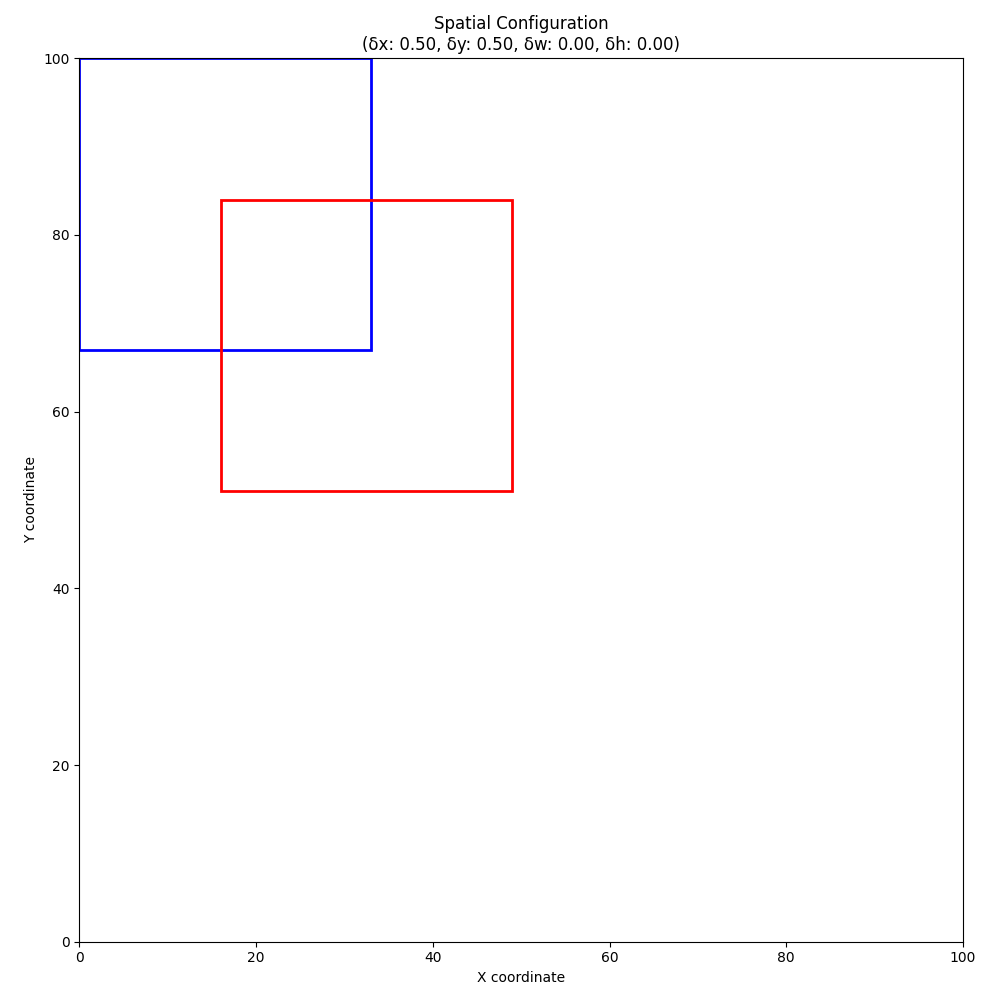 Spatial Configuration
(δx: 0.50, δy: 0.50, δw: 0.00, δh: 0.00)
100
80
60
40
20
0
Y coordinate
0 20 40 60 80 100
X coordinate